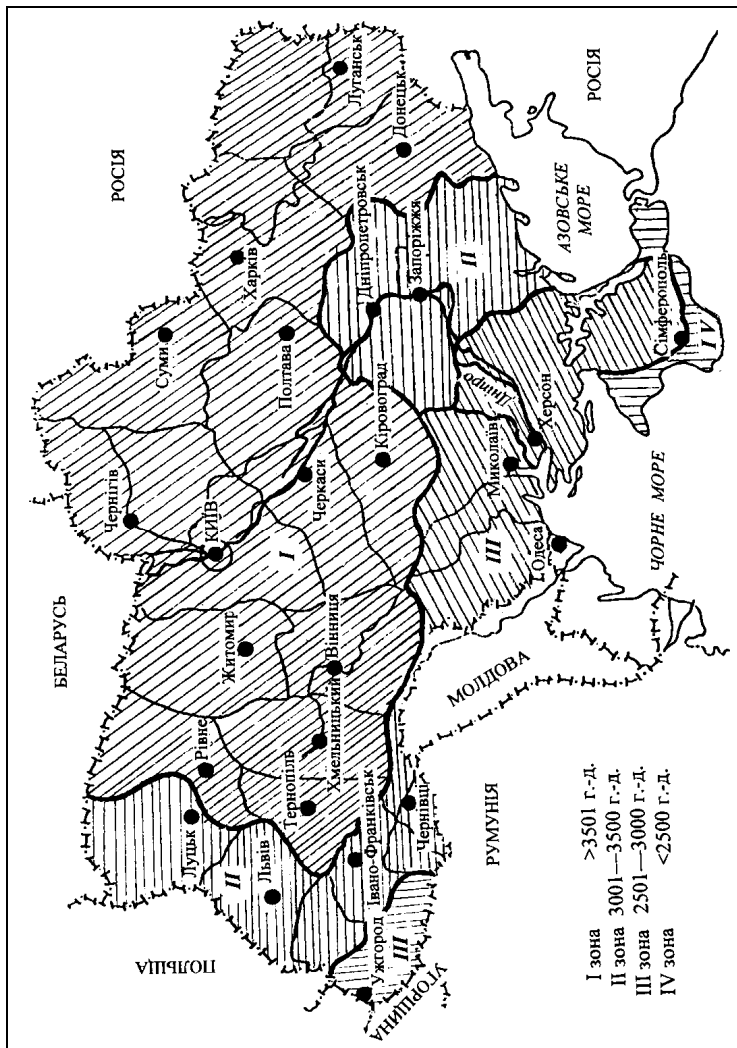 РОСІЯ
БЕЛАРУСЬ
ПОЛЬЩА
Чернігів
Суми
Луцьк
Рівне
Житомир
КИЇВ
Харків
Луганськ
II
Львів
Тернопіль
Хмельницький
Вінниця
I
Черкаси
Полтава
Донецьк
Ужгород
Івано-Франківськ
Кіровоград
Дніпропетровськ
Запоріжжя
УГОРЩИНА
III
Чернівці
II
Дніпро
МОЛДОВА
III
Миколаїв
Херсон
РОСІЯ
АЗОВСЬКЕ
МОРЕ
РУМУНІЯ
Одеса
Сімферополь
IV
ЧОРНЕ МОРЕ
I зона >3501 г.-д.
II зона 3001—3500 г.-д.
III зона 2501—3000 г.-д.
IV зона <2500 г.-д.